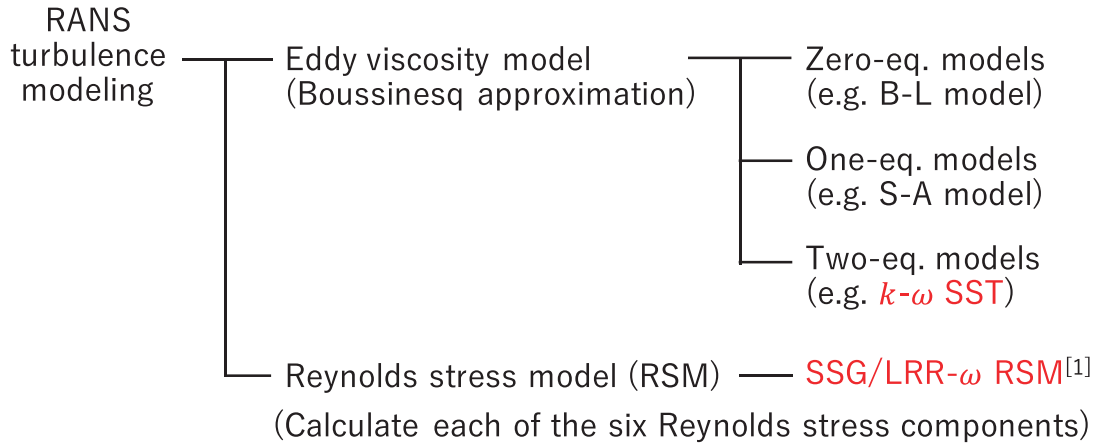 RANS
turbulence
modeling
Eddy viscosity model
(Boussinesq approximation)
Zero-eq. models
(e.g. B-L model)
One-eq. models
(e.g. S-A model)
Two-eq. models
(e.g. k-ω SST)
Reynolds stress model (RSM)
SSG/LRR-ω RSM[1]
(Calculate each of the six Reynolds stress components)